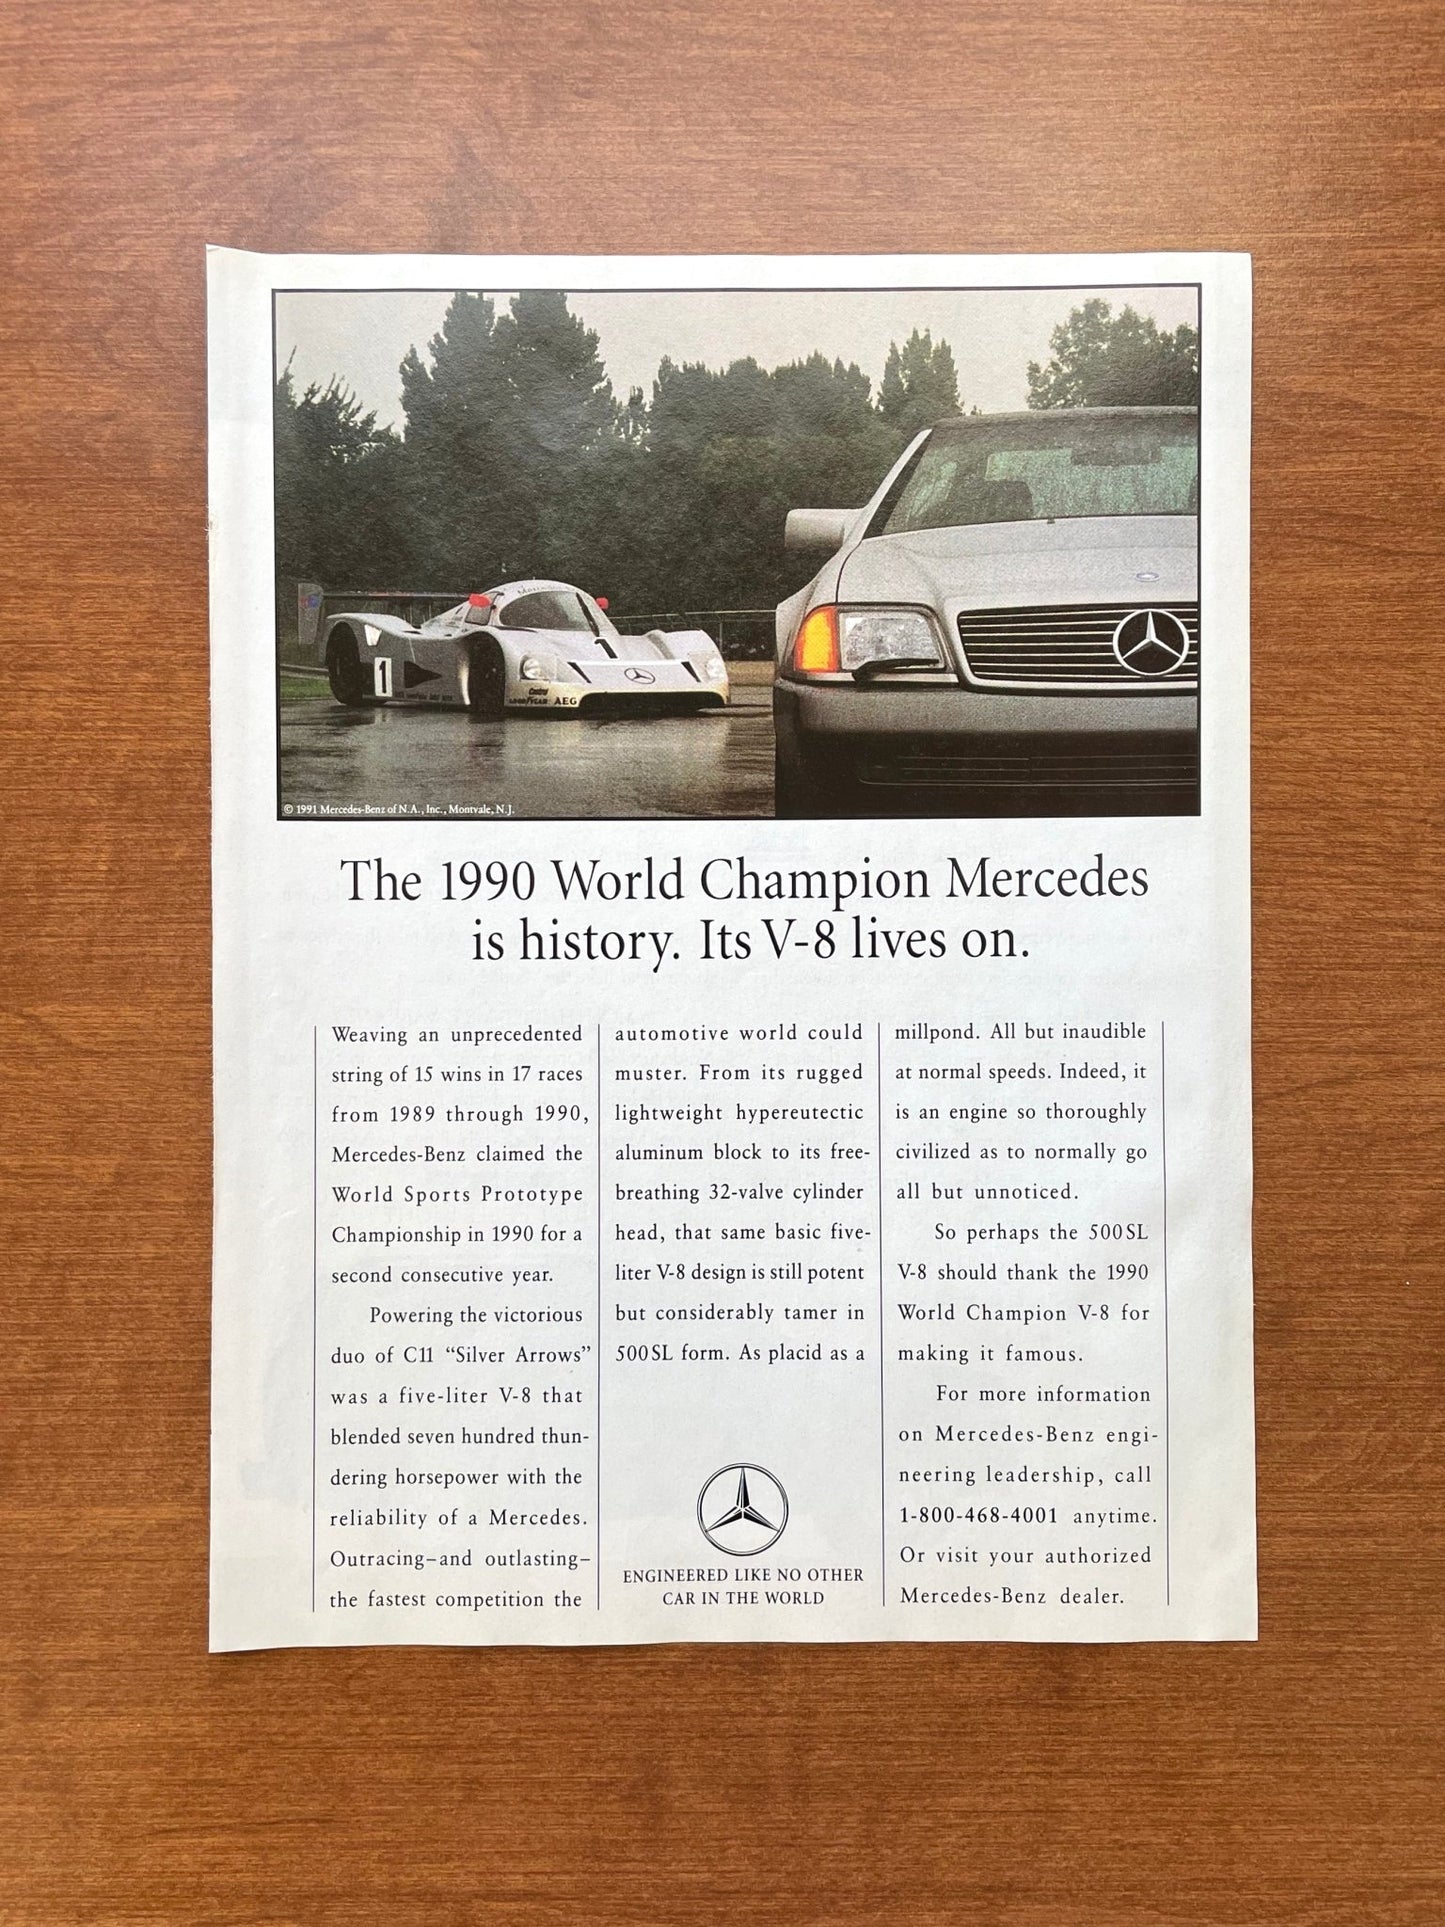 Mercedes
1
1
Castrol
GOODYEAR AEG
© 1991 Mercedes-Benz of N.A., Inc., Montvale, N.J.
The 1990 World Champion Mercedes
is history. Its V-8 lives on.
Weaving an unprecedented
string of 15 wins in 17 races
from 1989 through 1990,
Mercedes-Benz claimed the
World Sports Prototype
Championship in 1990 for a
second consecutive year.
Powering the victorious
duo of C11 “Silver Arrows”
was a five-liter V-8 that
blended seven hundred thun-
dering horsepower with the
reliability of a Mercedes.
Outracing–and outlasting–
the fastest competition the
automotive world could
muster. From its rugged
lightweight hypereutectic
aluminum block to its free-
breathing 32-valve cylinder
head, that same basic five-
liter V-8 design is still potent
but considerably tamer in
500SL form. As placid as a
millpond. All but inaudible
at normal speeds. Indeed, it
is an engine so thoroughly
civilized as to normally go
all but unnoticed.
So perhaps the 500SL
V-8 should thank the 1990
World Champion V-8 for
making it famous.
For more information
on Mercedes-Benz engi-
neering leadership, call
1-800-468-4001 anytime.
Or visit your authorized
Mercedes-Benz dealer.
ENGINEERED LIKE NO OTHER
CAR IN THE WORLD